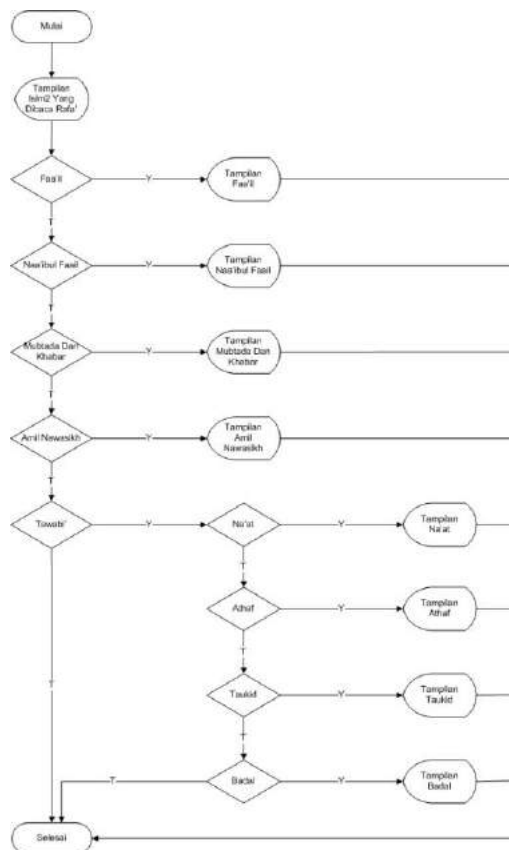 Mulai
Tampilan
Isim2 Yang
Dibaca Rafa'
Faa'il
Y
Tampilan
Faa'il
T
Naa'ibul Faail
Y
Tampilan
Naa'ibul Faail
T
Mubtada Dan
Khabar
Y
Tampilan
Mubtada Dan
Khabar
T
Amil Nawasikh
Y
Tampilan
Amil
Nawasikh
T
Tawabi'
Y
Na'at
Y
Tampilan
Na'at
T
Athaf
Y
Tampilan
Athaf
T
T
Taukid
Y
Tampilan
Taukid
T
Badal
Y
Tampilan
Badal
T
Selesai